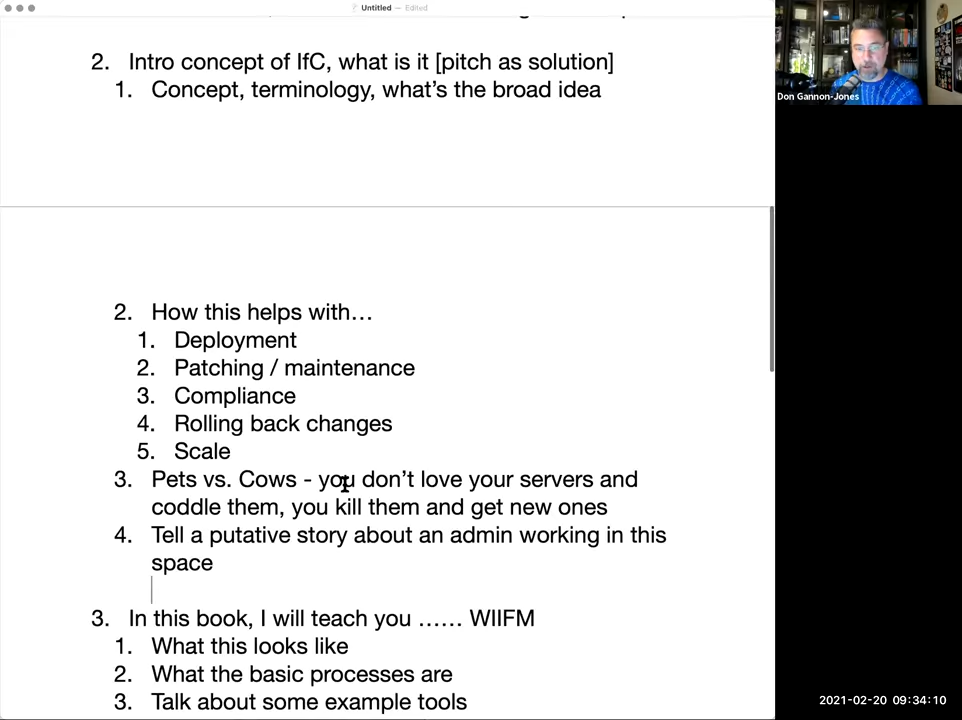 Untitled — Edited
2. Intro concept of IfC, what is it [pitch as solution]
1. Concept, terminology, what's the broad idea
2. How this helps with…
1. Deployment
2. Patching / maintenance
3. Compliance
4. Rolling back changes
5. Scale
3. Pets vs. Cows - you don't love your servers and
coddle them, you kill them and get new ones
4. Tell a putative story about an admin working in this
space
3. In this book, I will teach you …… WIIFM
1. What this looks like
2. What the basic processes are
3. Talk about some example tools
Don Gannon-Jones
2021-02-20 09:34:10